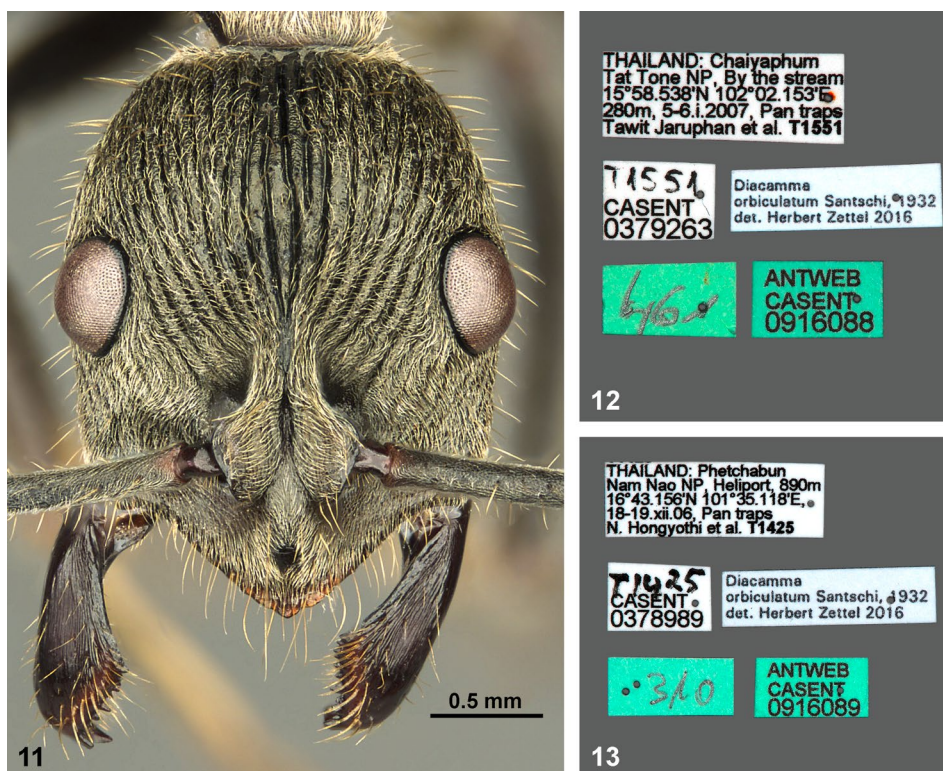 11
0.5 mm
THAILAND: Chaiyaphum
Tat Tone NP, By the stream
15°58.538'N 102°02.153'E
280m, 5-6.i.2007, Pan traps
Tawit Jaruphan et al. T1551
T1551
CASENT
0379263
Diacamma
orbiculatum Santschi, 1932
det. Herbert Zettel 2016
ANTWEB
CASENT
0916088
12
THAILAND: Phetchabun
Nam Nao NP, Heliport, 890m
16°43.156'N 101°35.118'E,
18-19.xii.06, Pan traps
N. Hongyothi et al. T1425
T1425
CASENT
0378989
Diacamma
orbiculatum Santschi, 1932
det. Herbert Zettel 2016
310
ANTWEB
CASENT
0916089
13